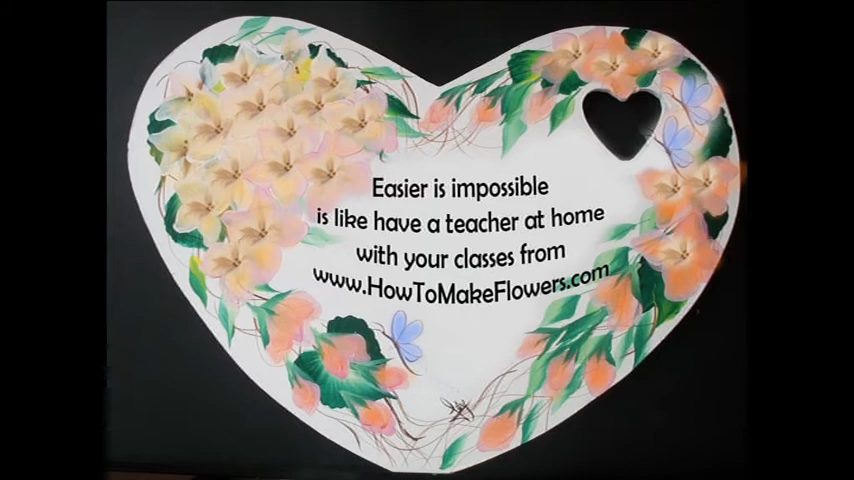 Easier is impossible
is like have a teacher at home
with your classes from
www.HowToMakeFlowers.com